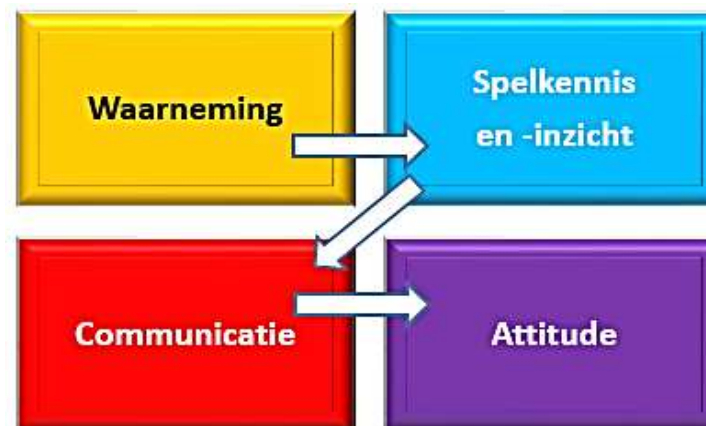 Waarneming
Spelkennis
en -inzicht
Communicatie
Attitude